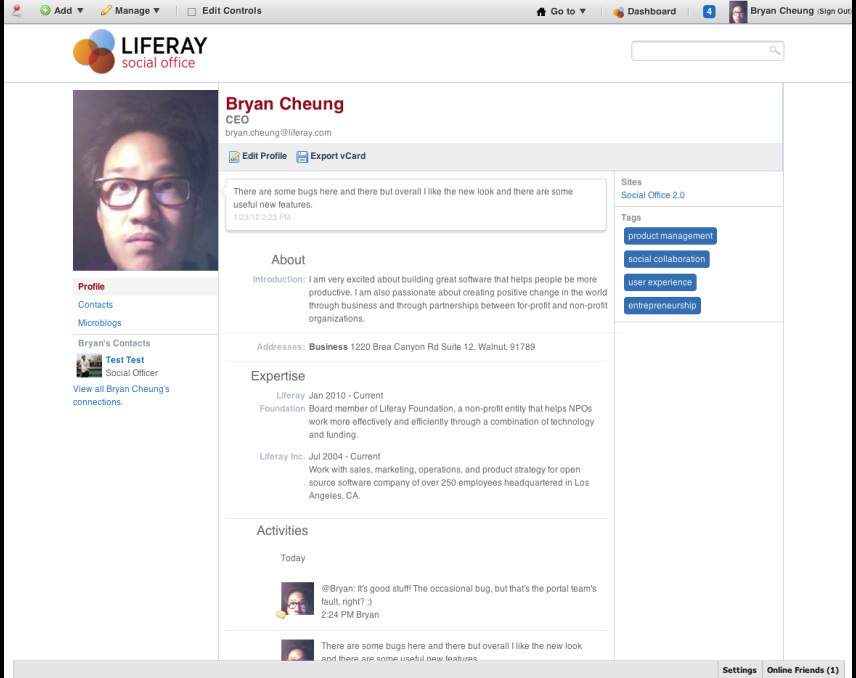 Add ▼ Manage ▼ Edit Controls Go to ▼ Dashboard 4 Bryan Cheung (Sign Out)
LIFERAY
social office
Bryan Cheung
CEO
bryan.cheung@liferay.com
Edit Profile Export vCard
There are some bugs here and there but overall I like the new look and there are some
useful new features.
1/23/12 2:23 PM
Sites
Social Office 2.0
Tags
product management
social collaboration
user experience
entrepreneurship
Profile
Contacts
Microblogs
Bryan's Contacts
Test Test
Social Officer
View all Bryan Cheung's
connections.
About
Introduction: I am very excited about building great software that helps people be more
productive. I am also passionate about creating positive change in the world
through business and through partnerships between for-profit and non-profit
organizations.
Addresses: Business 1220 Brea Canyon Rd Suite 12, Walnut, 91789
Expertise
Liferay Jan 2010 - Current
Foundation Board member of Liferay Foundation, a non-profit entity that helps NPOs
work more effectively and efficiently through a combination of technology
and funding.
Liferay Inc. Jul 2004 - Current
Work with sales, marketing, operations, and product strategy for open
source software company of over 250 employees headquartered in Los
Angeles, CA.
Activities
Today
@Bryan: It's good stuff! The occasional bug, but that's the portal team's
fault, right? :)
2:24 PM Bryan
There are some bugs here and there but overall I like the new look
and there are some useful new features.
Settings Online Friends (1)